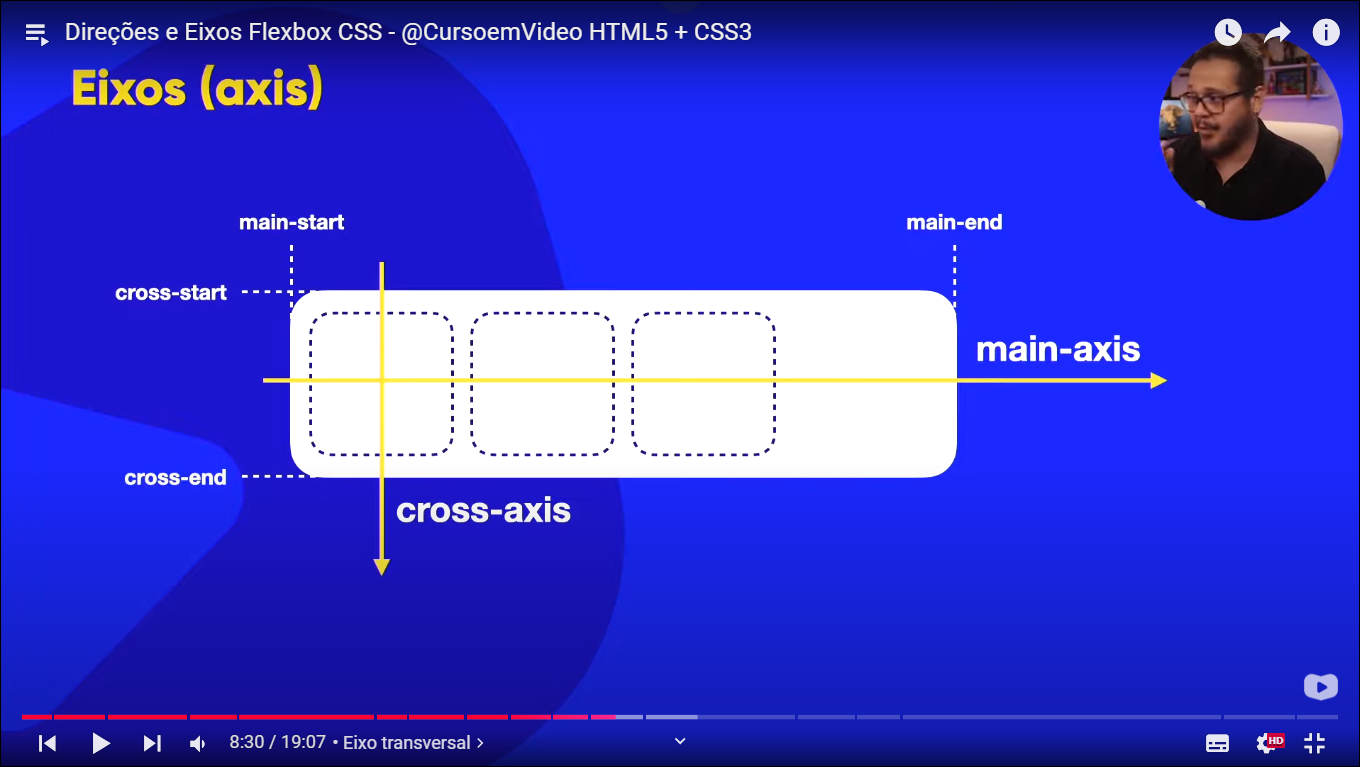 Direções e Eixos Flexbox CSS - @CursoemVideo HTML5 + CSS3
Eixos (axis)
main-start
main-end
cross-start
main-axis
cross-end
cross-axis
8:30 / 19:07 • Eixo transversal
HD